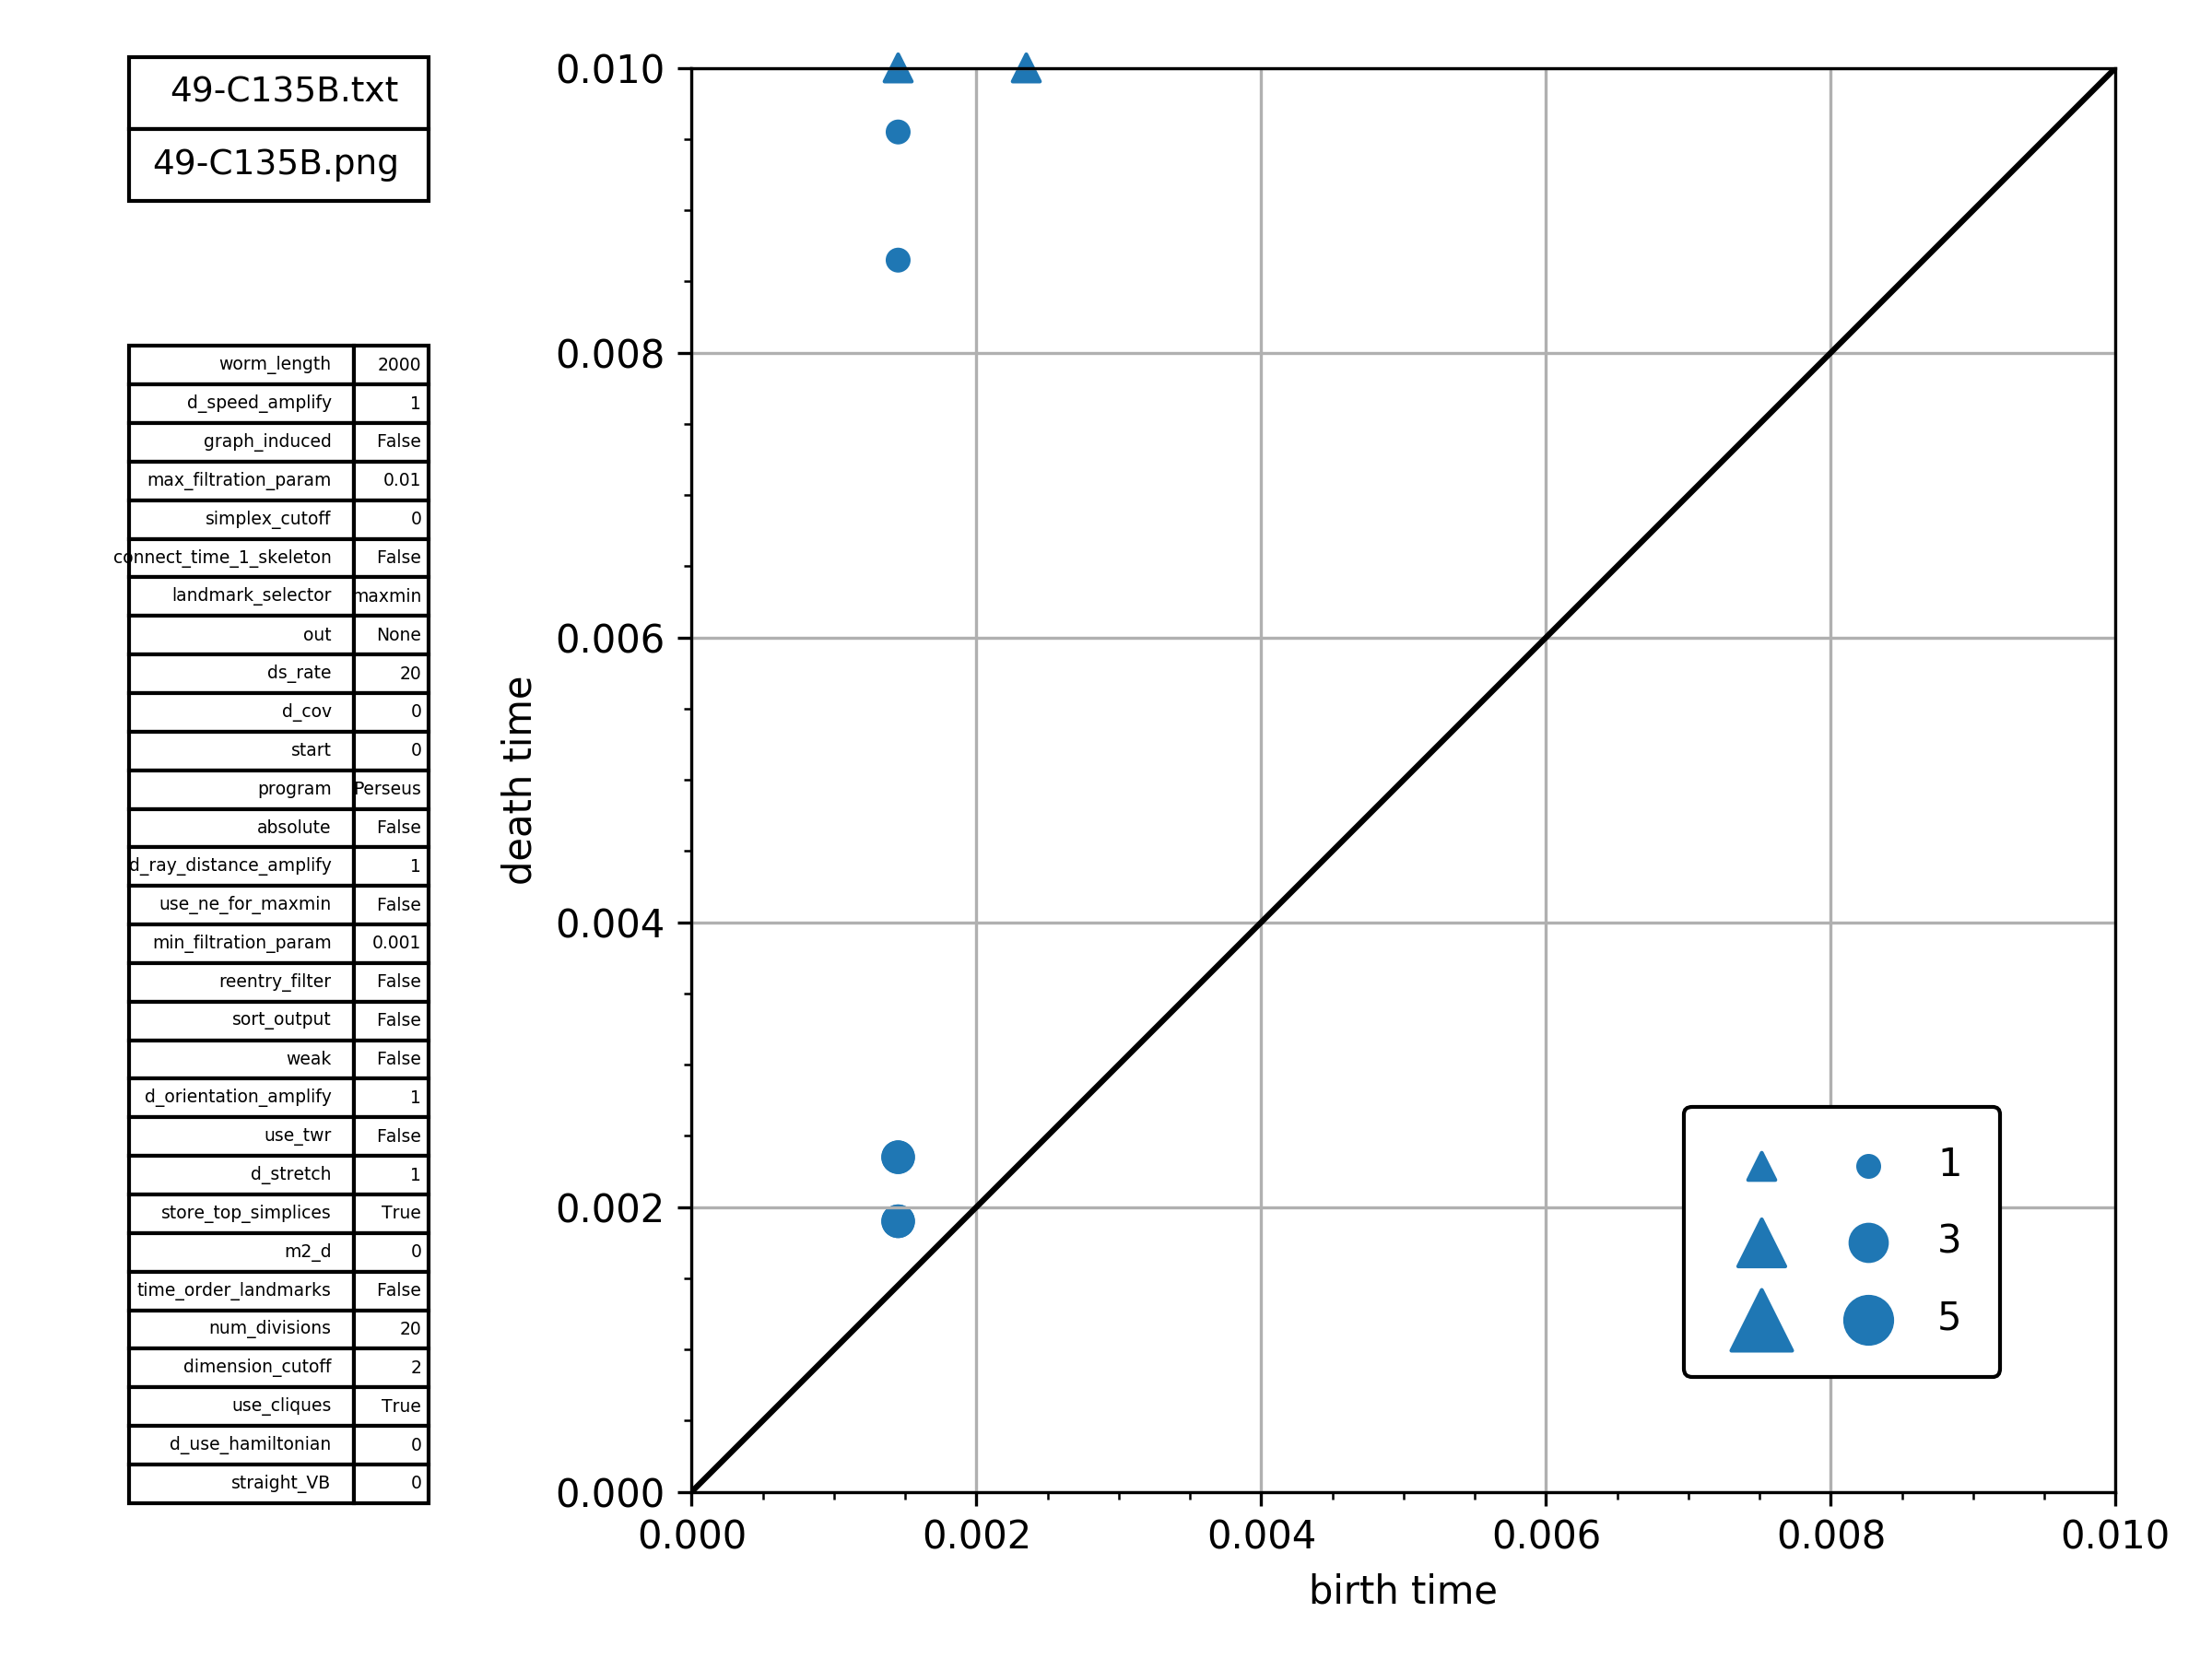 49-C135B.txt
49-C135B.png
worm_length 2000
d_speed_amplify 1
graph_induced False
max_filtration_param 0.01
simplex_cutoff 0
connect_time_1_skeleton False
landmark_selector maxmin
out None
ds_rate 20
d_cov 0
start 0
program Perseus
absolute False
d_ray_distance_amplify 1
use_ne_for_maxmin False
min_filtration_param 0.001
reentry_filter False
sort_output False
weak False
d_orientation_amplify 1
use_twr False
d_stretch 1
store_top_simplices True
m2_d 0
time_order_landmarks False
num_divisions 20
dimension_cutoff 2
use_cliques True
d_use_hamiltonian 0
straight_VB 0
death time
0.010
0.008
0.006
0.004
0.002
0.000
1
3
5
0.000 0.002 0.004 0.006 0.008 0.010
birth time